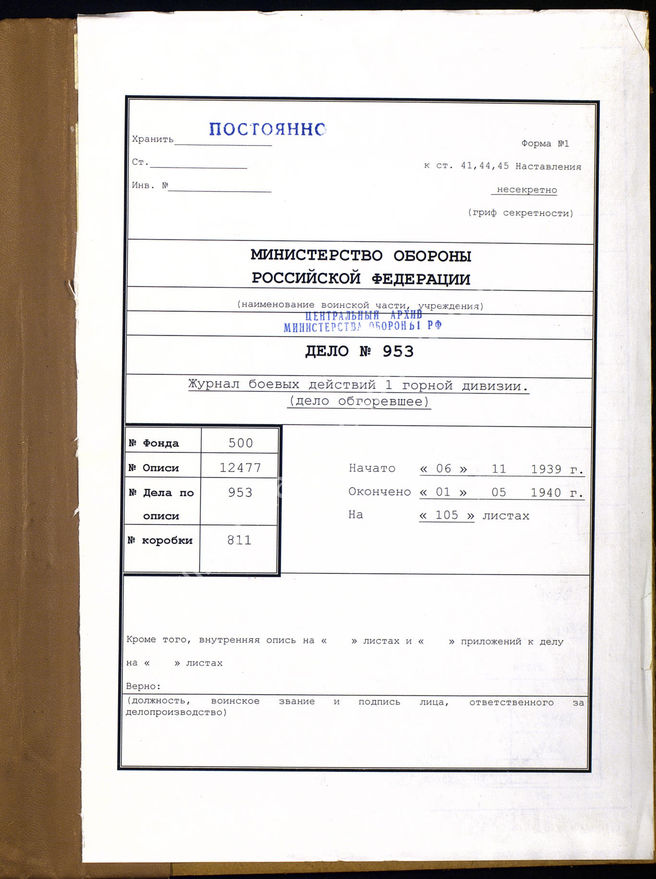 ПОСТОЯННО
Хранить
Форма №1
Ст.
к ст. 41,44,45 Наставления
Инв. №
несекретно
(гриф секретности)
МИНИСТЕРСТВО ОБОРОНЫ
РОССИЙСКОЙ ФЕДЕРАЦИИ
(наименование воинской части, учреждения)
ЦЕНТРАЛЬНЫЙ АРХИВ
МИНИСТЕРСТВА ОБОРОНЫ РФ
ДЕЛО № 953
Журнал боевых действий 1 горной дивизии.
(дело обгоревшее)
№ Фонда 500
№ Описи 12477
№ Дела по описи 953
№ коробки 811
Начато « 06 » 11 1939 г.
Окончено « 01 » 05 1940 г.
На « 105 » листах
Кроме того, внутренняя опись на « » листах и « » приложений к делу
на « » листах
Верно:
(должность, воинское звание и подпись лица, ответственного за
делопроизводство)